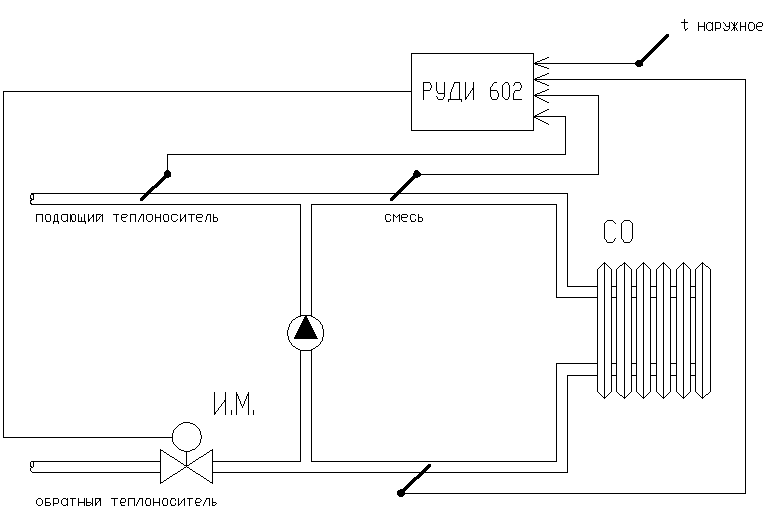 t наружное
РУДИ 602
подающий теплоноситель
смесь
СО
И.М.
обратный теплоноситель